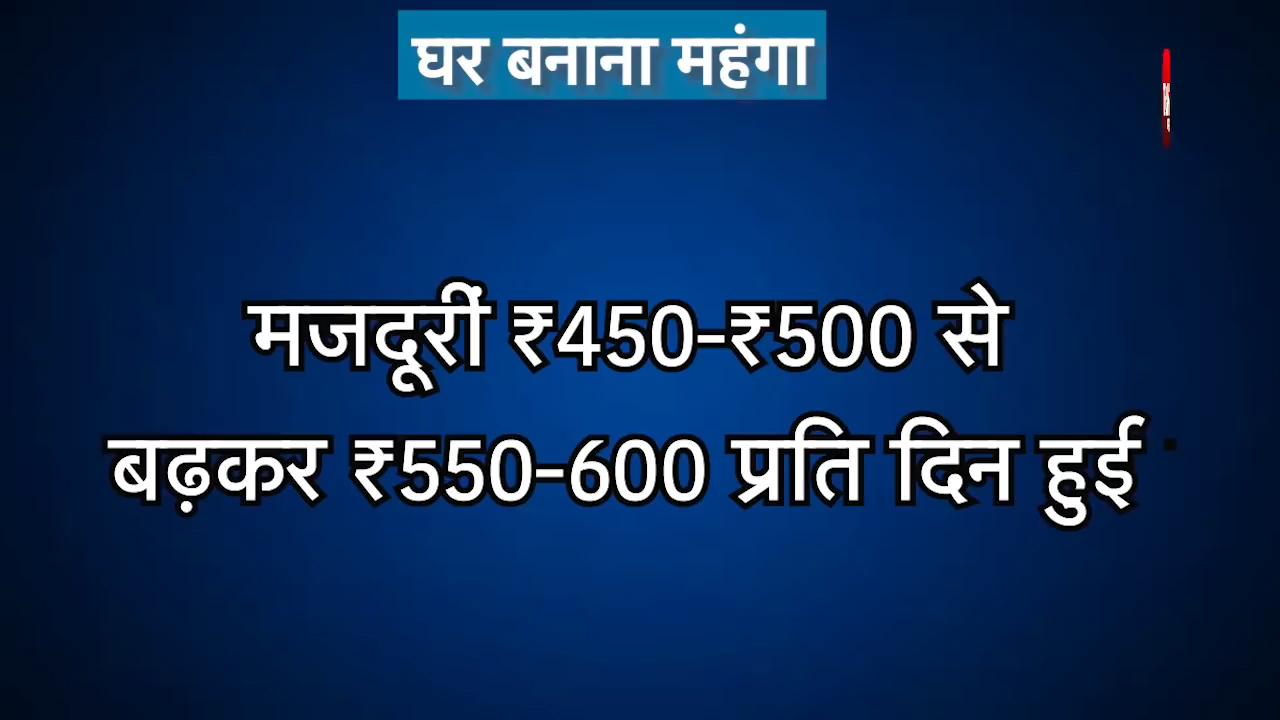 घर बनाना महंगा
मजदूरीं ₹450-₹500 से
बढ़कर ₹550-600 प्रति दिन हुई